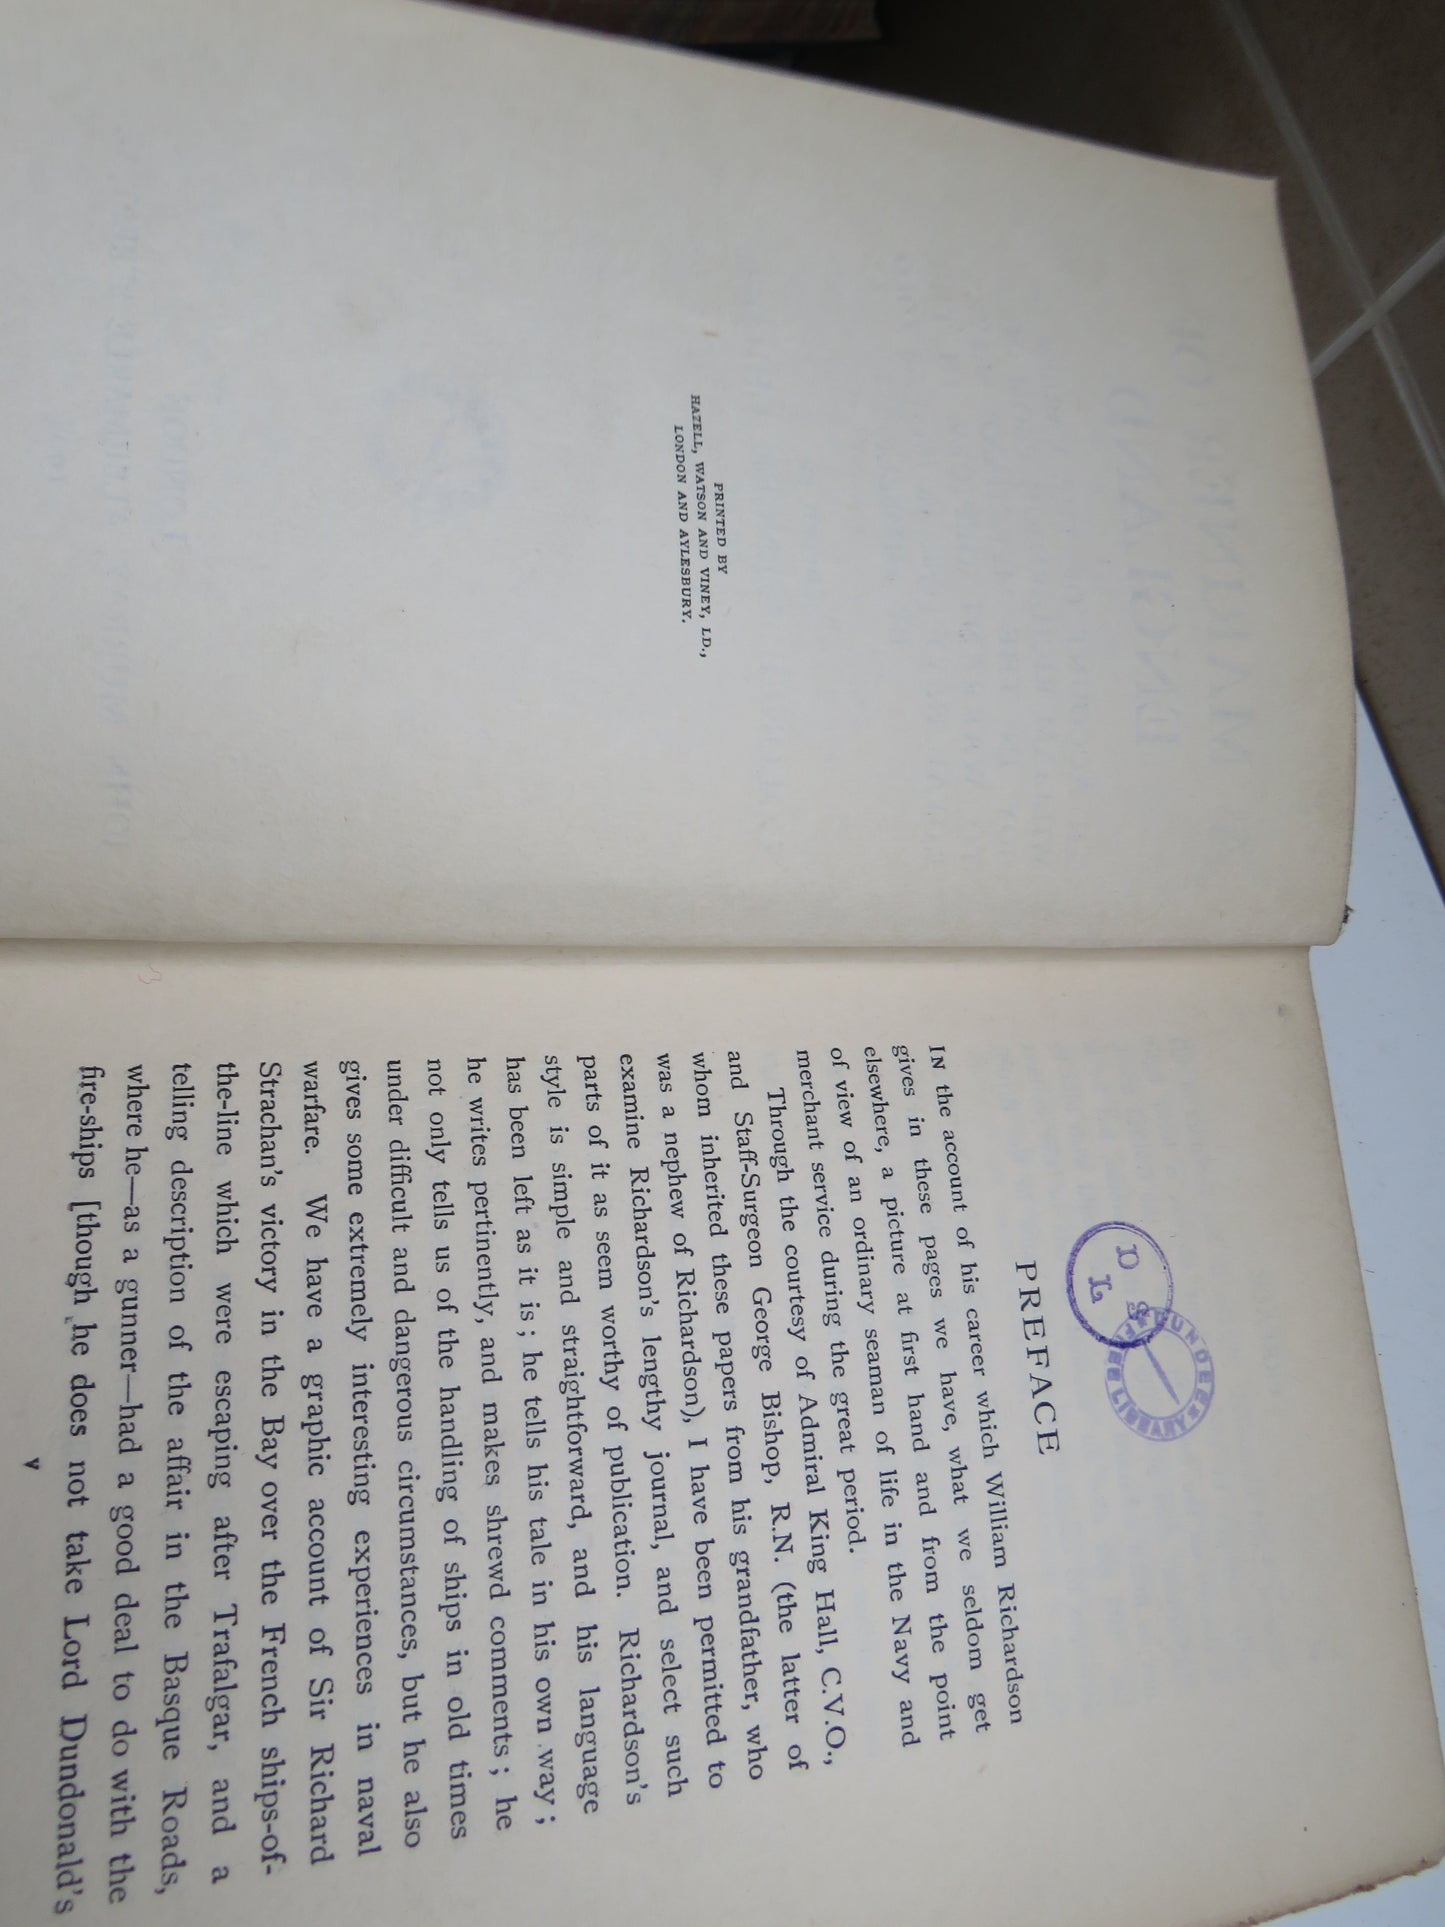 PRINTED BY
HAZELL, WATSON AND VINEY, LD.,
LONDON AND AYLESBURY.
D
S
L
DUNDEE
LIBRARY
PREFACE
IN the account of his career which William Richardson
gives in these pages we have, what we seldom get
elsewhere, a picture at first hand and from the point
of view of an ordinary seaman of life in the Navy and
merchant service during the great period.
Through the courtesy of Admiral King Hall, C.V.O.,
and Staff-Surgeon George Bishop, R.N. (the latter of
whom inherited these papers from his grandfather, who
was a nephew of Richardson), I have been permitted to
examine Richardson's lengthy journal, and select such
parts of it as seem worthy of publication. Richardson's
style is simple and straightforward, and his language
has been left as it is; he tells his tale in his own way;
he writes pertinently, and makes shrewd comments; he
not only tells us of the handling of ships in old times
under difficult and dangerous circumstances, but he also
gives some extremely interesting experiences in naval
warfare. We have a graphic account of Sir Richard
Strachan's victory in the Bay over the French ships-of-
the-line which were escaping after Trafalgar, and a
telling description of the affair in the Basque Roads,
where he—as a gunner—had a good deal to do with the
fire-ships [though he does not take Lord Dundonald's
v